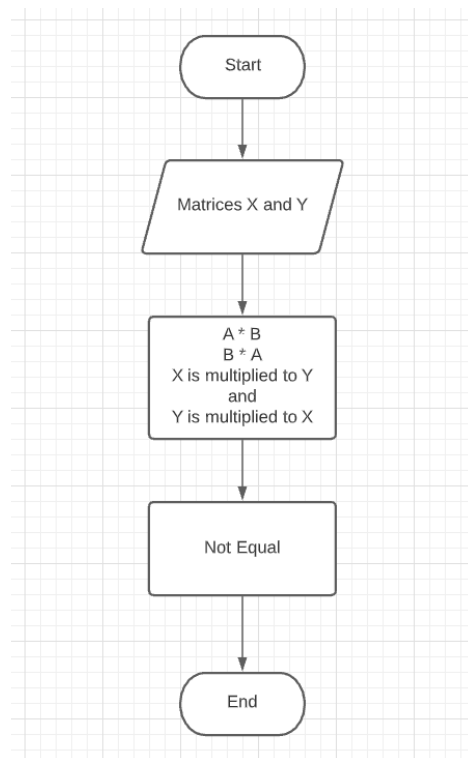 Start
Matrices X and Y
A * B
B * A
X is multiplied to Y
and
Y is multiplied to X
Not Equal
End